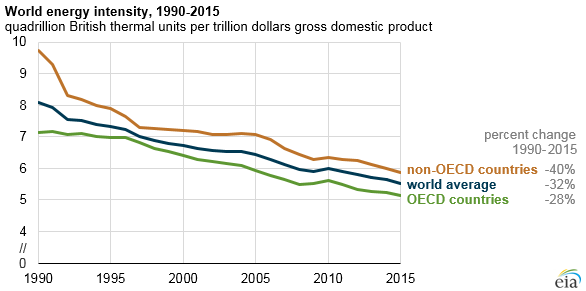 World energy intensity, 1990-2015
quadrillion British thermal units per trillion dollars gross domestic product
10
9
8
7
6
5
4
//
0
1990 1995 2000 2005 2010 2015
percent change
1990-2015
non-OECD countries -40%
world average -32%
OECD countries -28%
eia